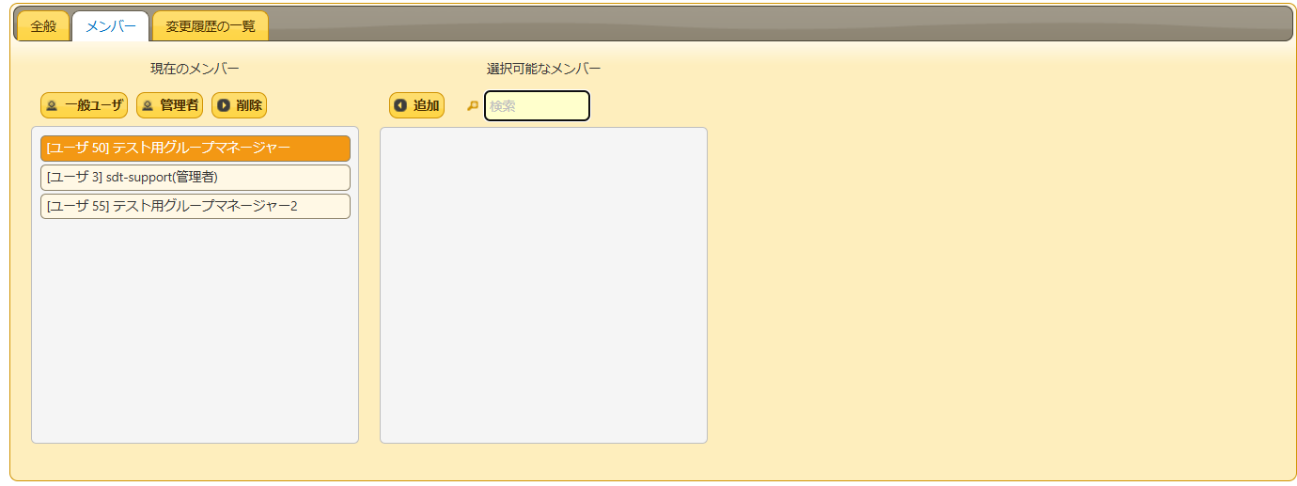 全般 メンバー 変更履歴の一覧
現在のメンバー 選択可能なメンバー
一般ユーザ 管理者 削除 追加 検索
[ユーザ 50] テスト用グループマネージャー
[ユーザ 3] sdt-support(管理者)
[ユーザ 55] テスト用グループマネージャー2